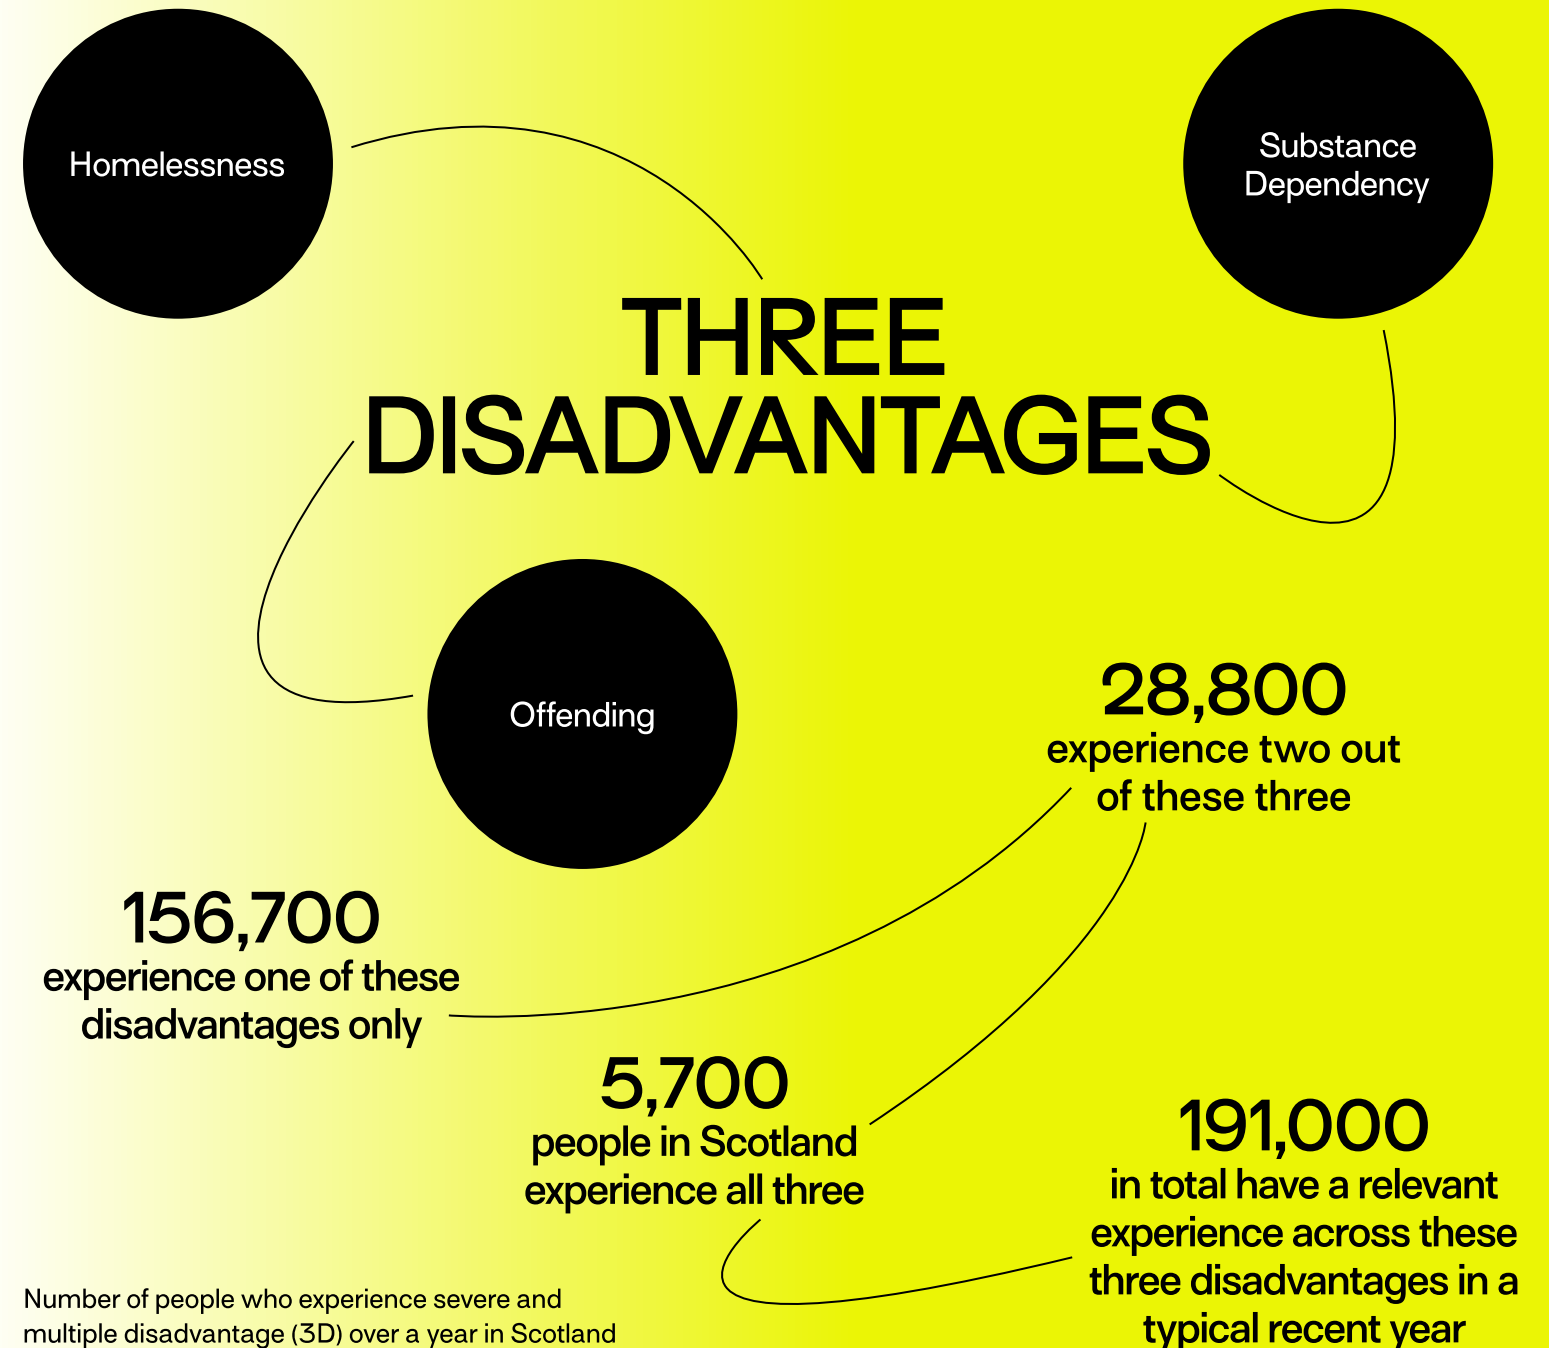 Homelessness
Substance
Dependency
THREE
DISADVANTAGES
Offending
28,800
experience two out
of these three
156,700
experience one of these
disadvantages only
5,700
people in Scotland
experience all three
191,000
in total have a relevant
experience across these
three disadvantages in a
typical recent year
Number of people who experience severe and
multiple disadvantage (3D) over a year in Scotland